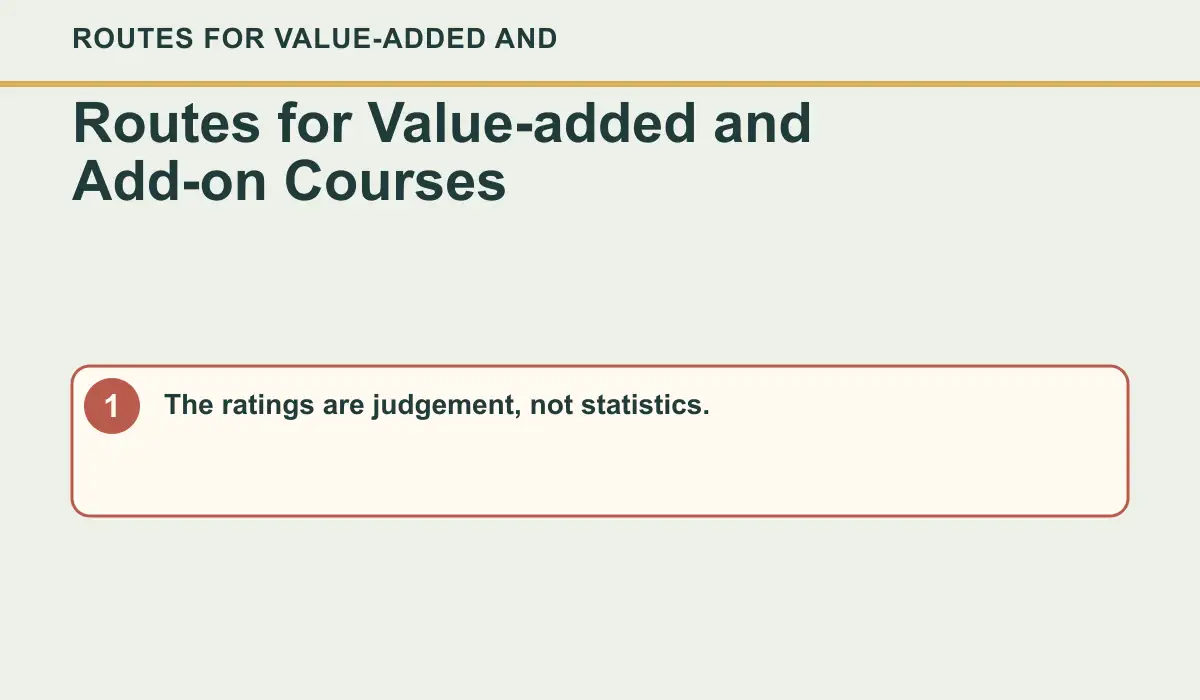 ROUTES FOR VALUE-ADDED AND
Routes for Value-added and
Add-on Courses
1
The ratings are judgement, not statistics.